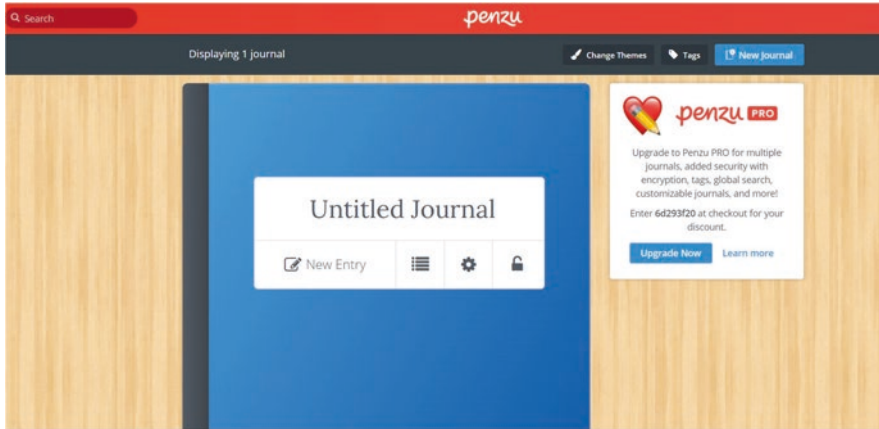 Search
penzu
Displaying 1 journal
Change Themes
Tags
New Journal
Untitled Journal
New Entry
penzu PRO
Upgrade to Penzu PRO for multiple
journals, added security with
encryption, tags, global search,
customizable journals, and more!
Enter 6d293f20 at checkout for your
discount.
Upgrade Now Learn more